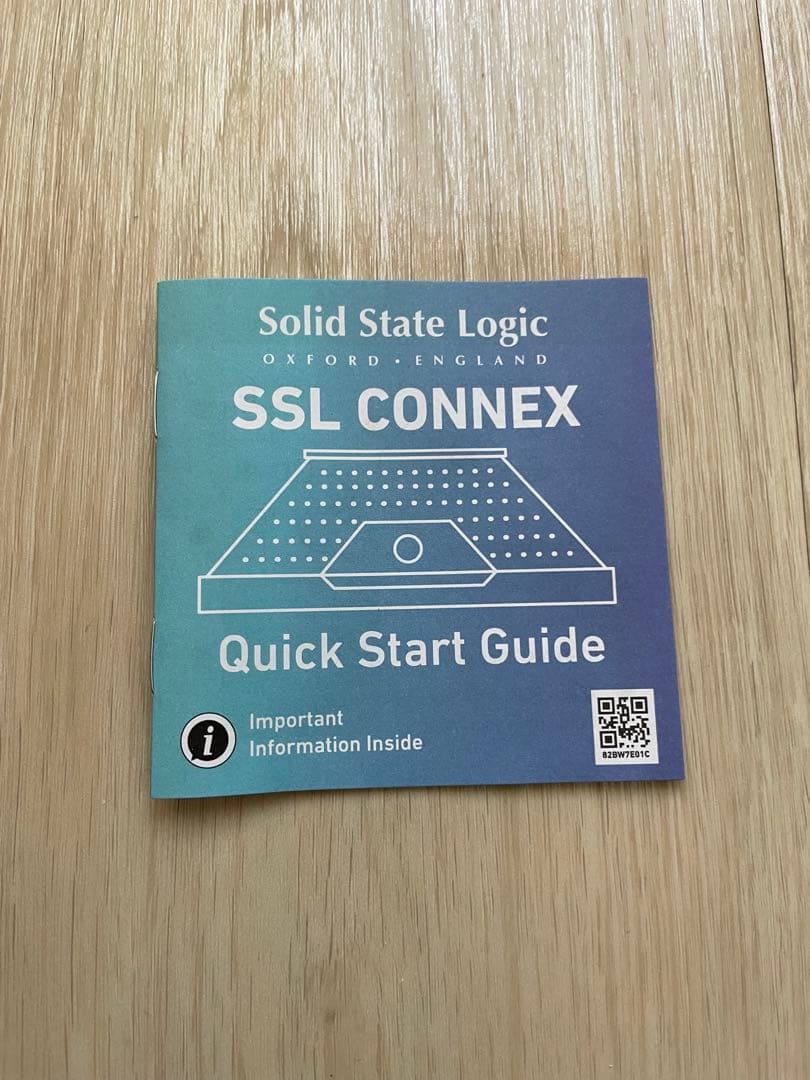 Solid State Logic
OXFORD • ENGLAND
SSL CONNEX
Quick Start Guide
i
Important
Information Inside
82BW7E01C